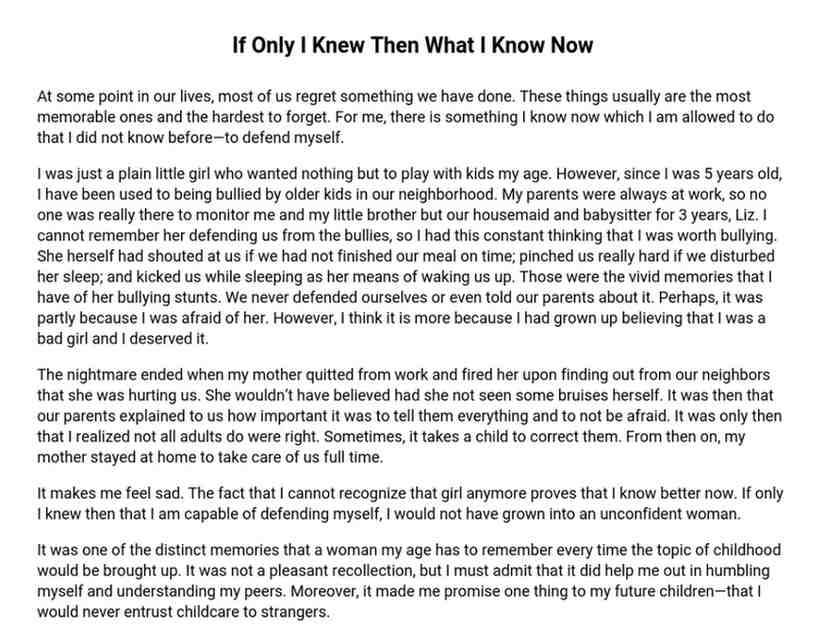 If Only I Knew Then What I Know Now
At some point in our lives, most of us regret something we have done. These things usually are the most
memorable ones and the hardest to forget. For me, there is something I know now which I am allowed to do
that I did not know before—to defend myself.
I was just a plain little girl who wanted nothing but to play with kids my age. However, since I was 5 years old,
I have been used to being bullied by older kids in our neighborhood. My parents were always at work, so no
one was really there to monitor me and my little brother but our housemaid and babysitter for 3 years, Liz. I
cannot remember her defending us from the bullies, so I had this constant thinking that I was worth bullying.
She herself had shouted at us if we had not finished our meal on time; pinched us really hard if we disturbed
her sleep; and kicked us while sleeping as her means of waking us up. Those were the vivid memories that I
have of her bullying stunts. We never defended ourselves or even told our parents about it. Perhaps, it was
partly because I was afraid of her. However, I think it is more because I had grown up believing that I was a
bad girl and I deserved it.
The nightmare ended when my mother quitted from work and fired her upon finding out from our neighbors
that she was hurting us. She wouldn't have believed had she not seen some bruises herself. It was then that
our parents explained to us how important it was to tell them everything and to not be afraid. It was only then
that I realized not all adults do were right. Sometimes, it takes a child to correct them. From then on, my
mother stayed at home to take care of us full time.
It makes me feel sad. The fact that I cannot recognize that girl anymore proves that I know better now. If only
I knew then that I am capable of defending myself, I would not have grown into an unconfident woman.
It was one of the distinct memories that a woman my age has to remember every time the topic of childhood
would be brought up. It was not a pleasant recollection, but I must admit that it did help me out in humbling
myself and understanding my peers. Moreover, it made me promise one thing to my future children—that I
would never entrust childcare to strangers.